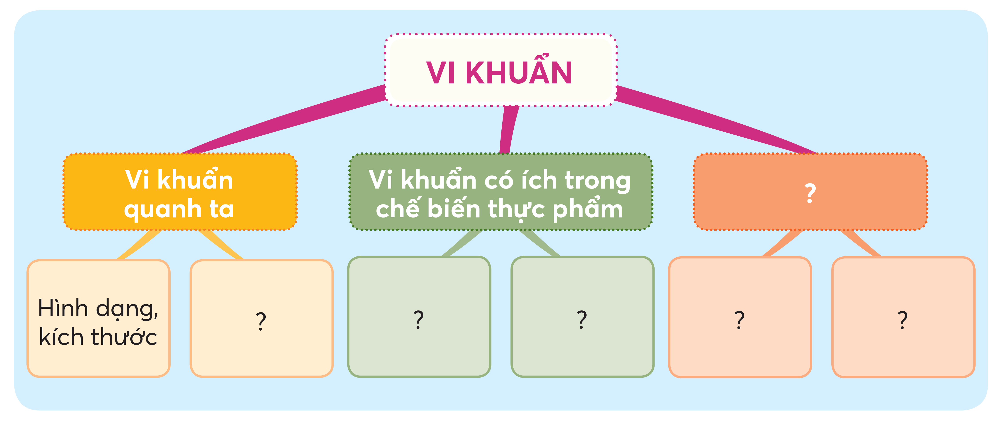 VI KHUẨN
Vi khuẩn
quanh ta
Vi khuẩn có ích trong
chế biến thực phẩm
?
Hình dạng,
kích thước
?
?
?
?
?